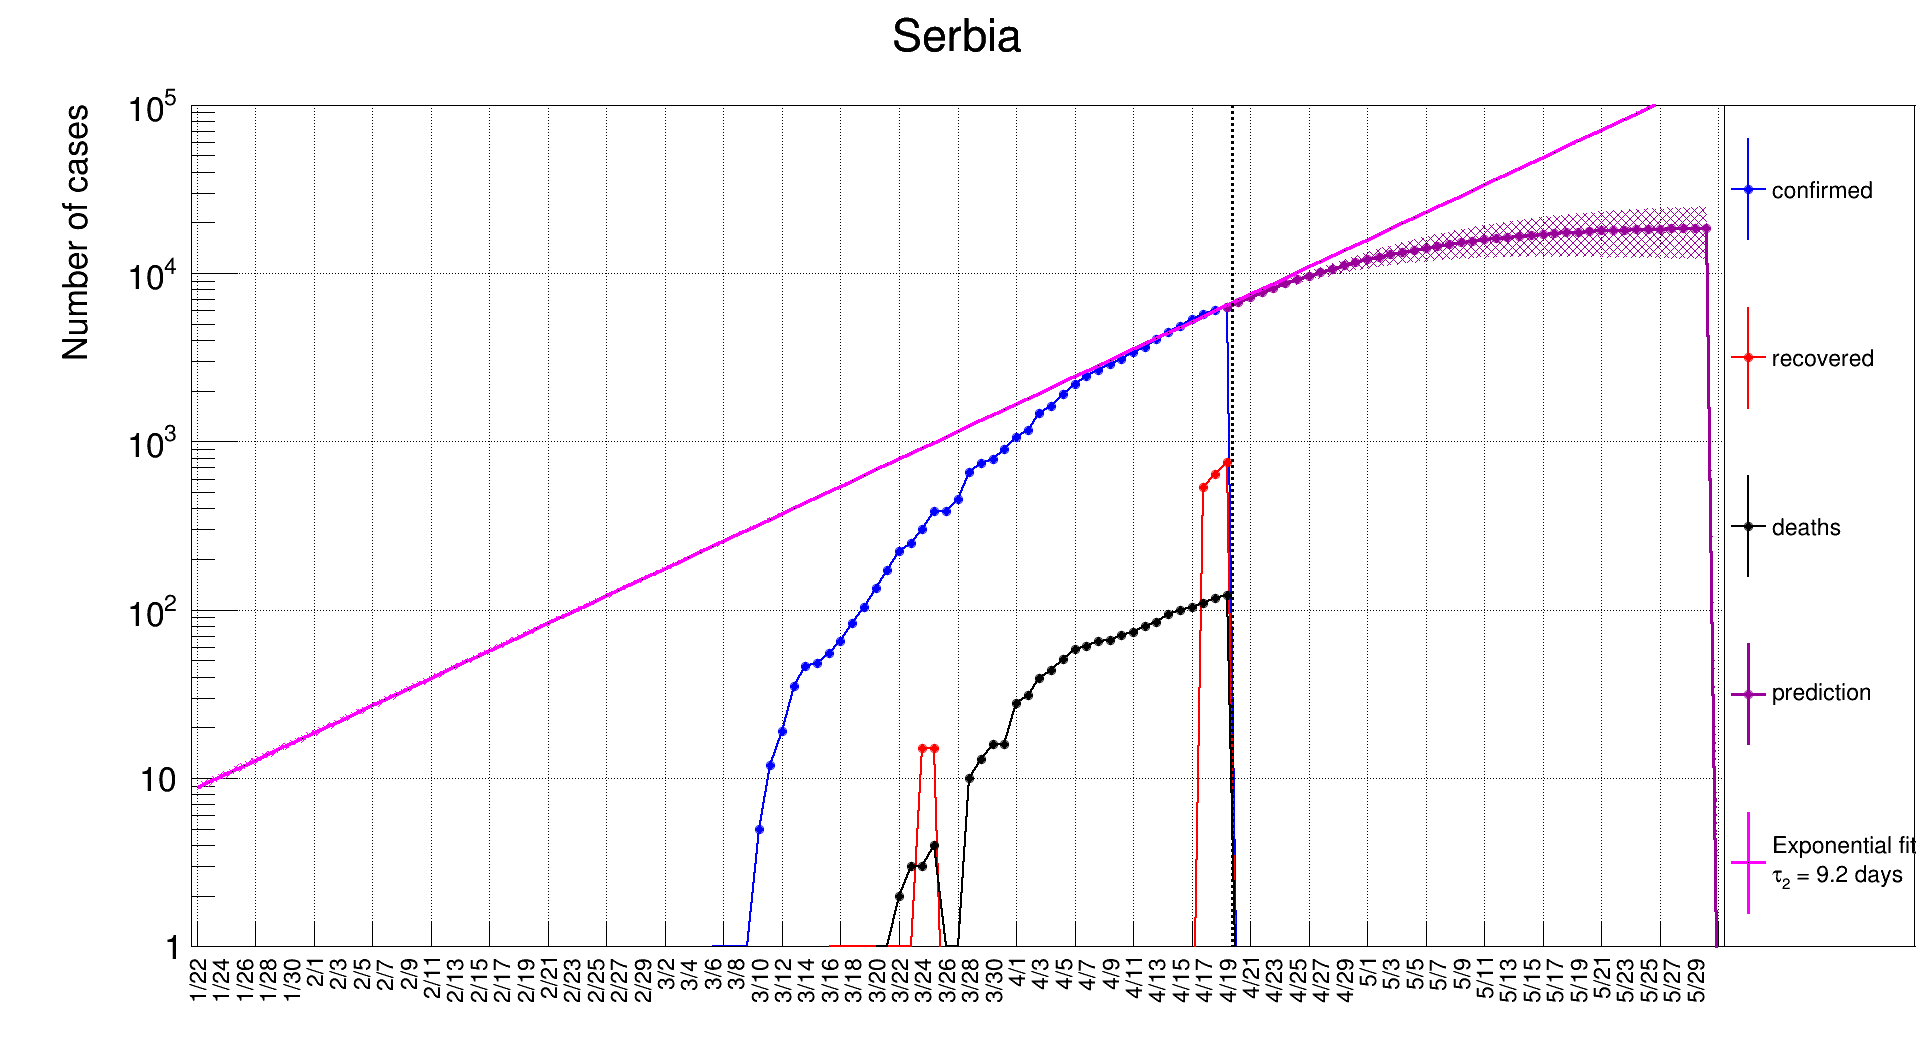 Serbia
Number of cases
10^5
10^4
10^3
10^2
10
1
1/22 1/24 1/26 1/28 1/30 2/1 2/3 2/5 2/7 2/9 2/11 2/13 2/15 2/17 2/19 2/21 2/23 2/25 2/27 2/29 3/2 3/4 3/6 3/8 3/10 3/12 3/14 3/16 3/18 3/20 3/22 3/24 3/26 3/28 3/30 4/1 4/3 4/5 4/7 4/9 4/11 4/13 4/15 4/17 4/19 4/21 4/23 4/25 4/27 4/29 5/1 5/3 5/5 5/7 5/9 5/11 5/13 5/15 5/17 5/19 5/21 5/23 5/25 5/27 5/29
confirmed
recovered
deaths
prediction
Exponential fit
τ₂ = 9.2 days